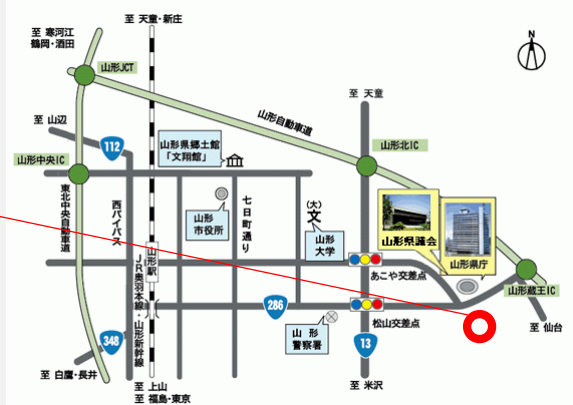 至 天童・新庄
至 寒河江
鶴岡・酒田
N
山形JCT
至 天童
至 山辺
山形自動車道
112
山形県郷土館
「文翔館」
山形北IC
山形中央IC
東北中央自動車道
西バイパス
山形
市役所
七日町通り
(大)
文
山形
大学
山形県議会
山形県庁
山形駅
JR奥羽本線・山形新幹線
あこや交差点
山形蔵王IC
286
松山交差点
至 仙台
山 形
警察署
348
13
至 白鷹・長井
至 上山
至 福島・東京
至 米沢